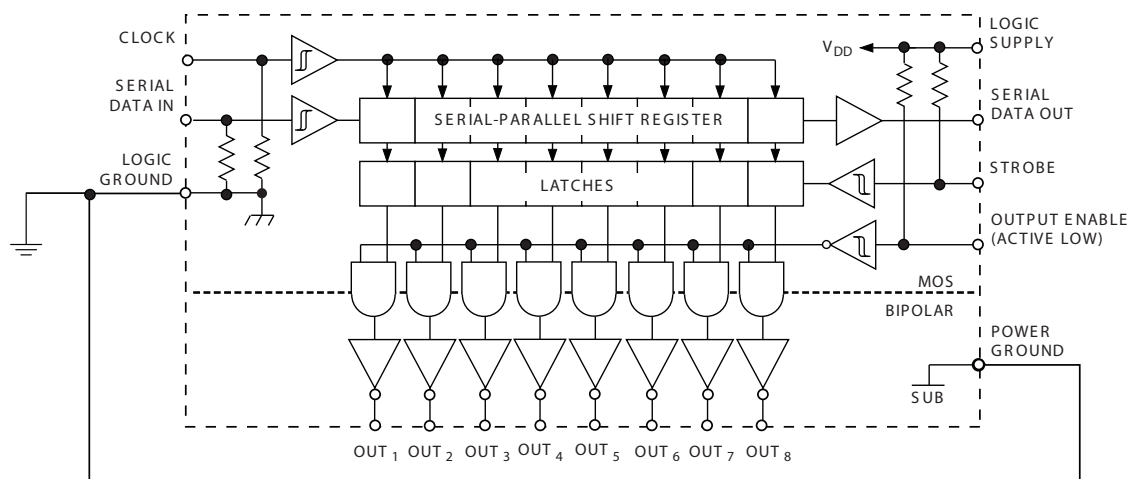 CLOCK
SERIAL
DATA IN
LOGIC
GROUND
V DD
LOGIC
SUPPLY
SERIAL-PARALLEL SHIFT REGISTER
SERIAL
DATA OUT
LATCHES
STROBE
OUTPUT ENABLE
(ACTIVE LOW)
MOS
BIPOLAR
POWER
GROUND
SUB
OUT 1
OUT 2
OUT 3
OUT 4
OUT 5
OUT 6
OUT 7
OUT 8